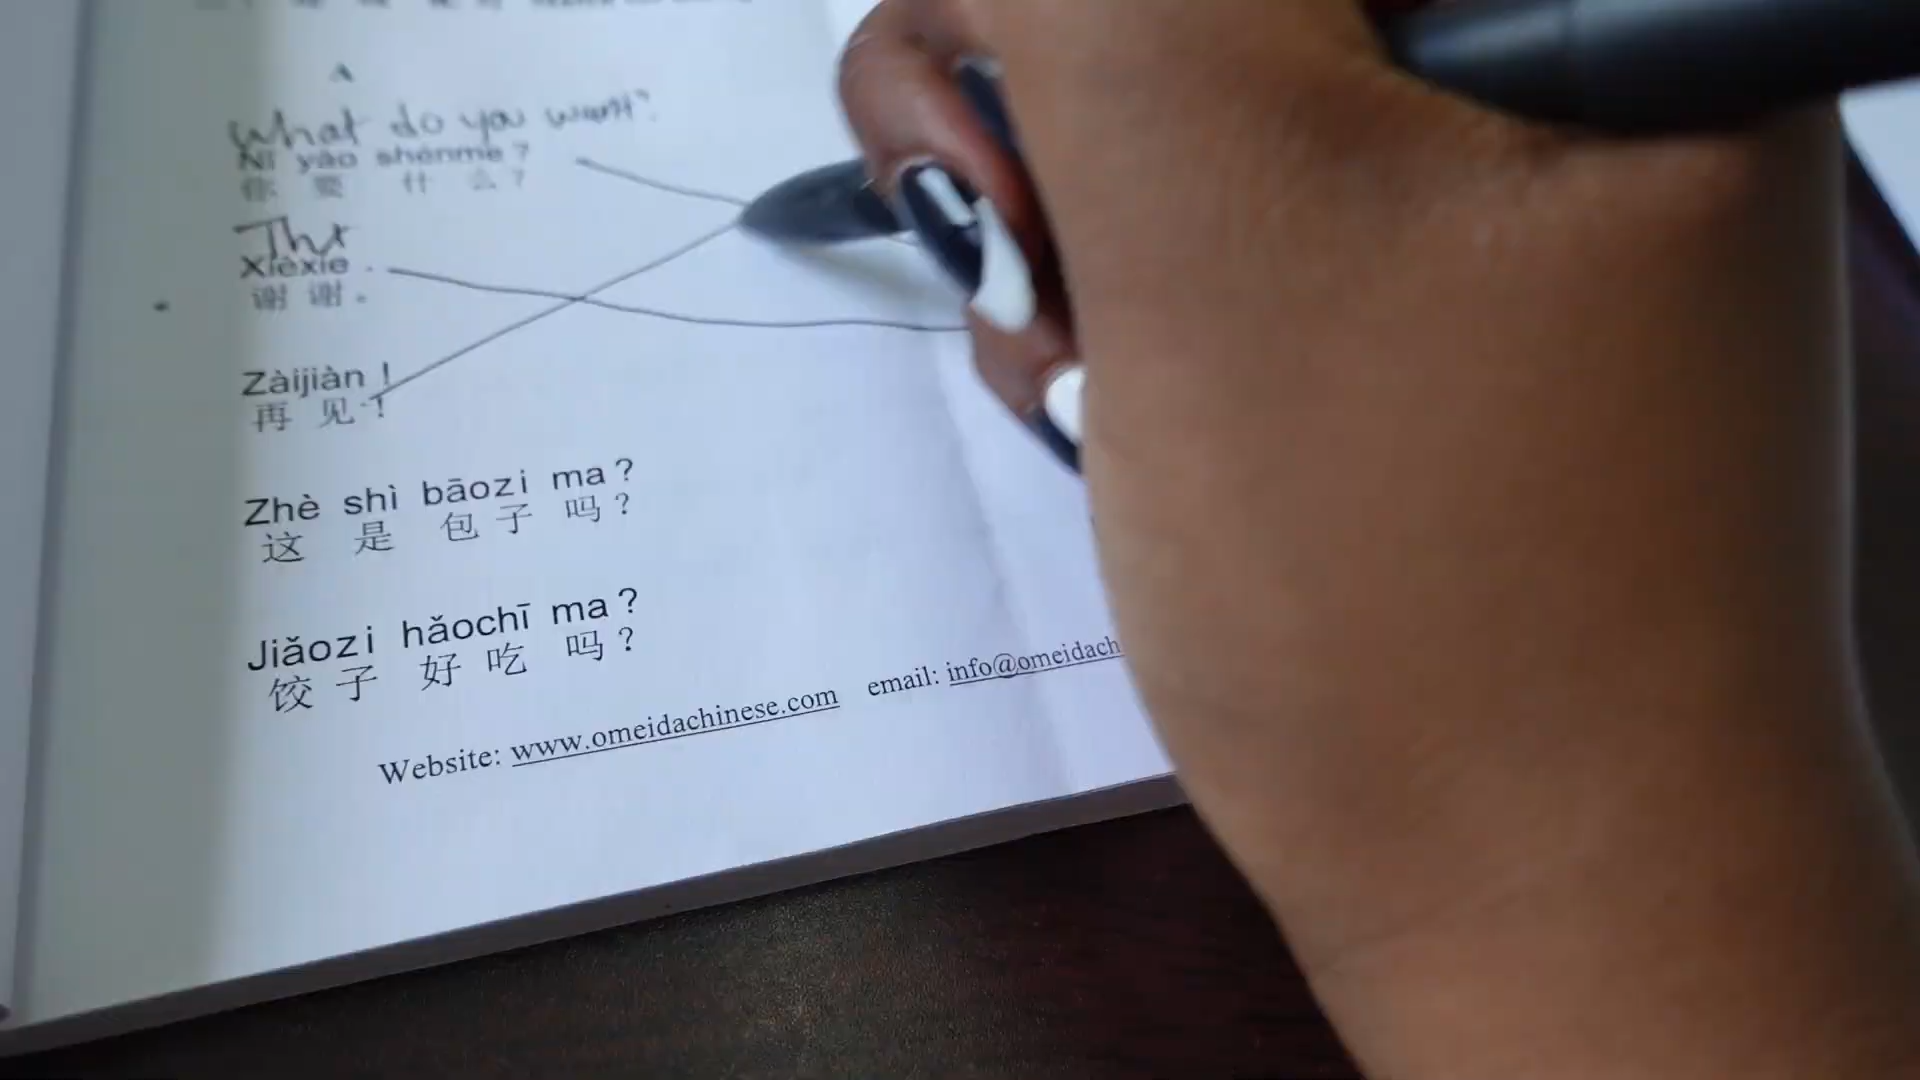 A
What do you want?
Nǐ yào shénme?
你 要 什 么?
Thx
Xièxie.
谢 谢。
Zàijiàn!
再 见!
Zhè shì bāozi ma?
这 是 包 子 吗?
Jiǎozi hǎochī ma?
饺 子 好 吃 吗?
Website: www.omeidachinese.com email: info@omeidach